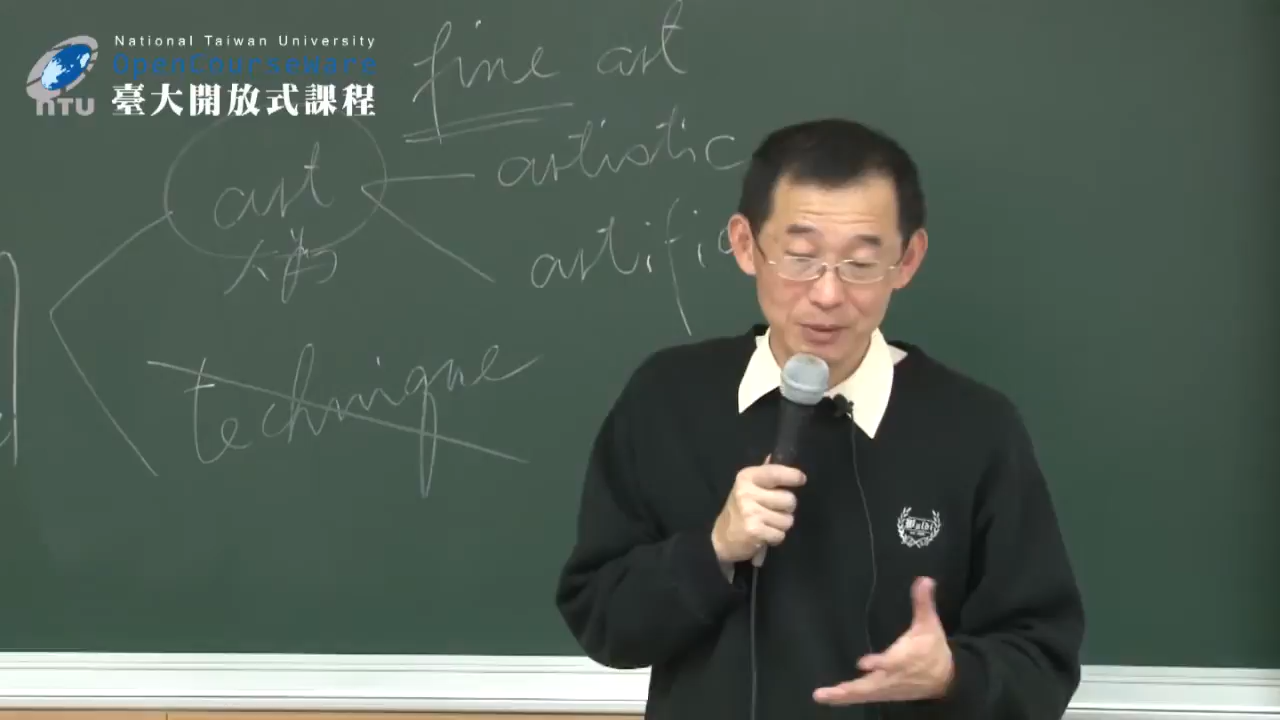 National Taiwan University
OpenCourseWare
NTU 臺大開放式課程
fine art
artistic
art
人為
artific
technique